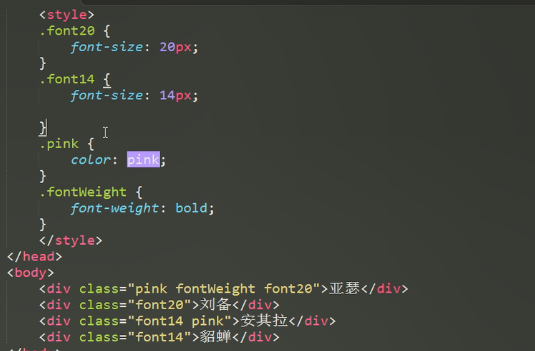 <style>
.font20 {
font-size: 20px;
}
.font14 {
font-size: 14px;
}
.pink {
color: pink;
}
.fontWeight {
font-weight: bold;
}
</style>
</head>
<body>
<div class="pink fontWeight font20">亚瑟</div>
<div class="font20">刘备</div>
<div class="font14 pink">安其拉</div>
<div class="font14">貂蝉</div>
</body>